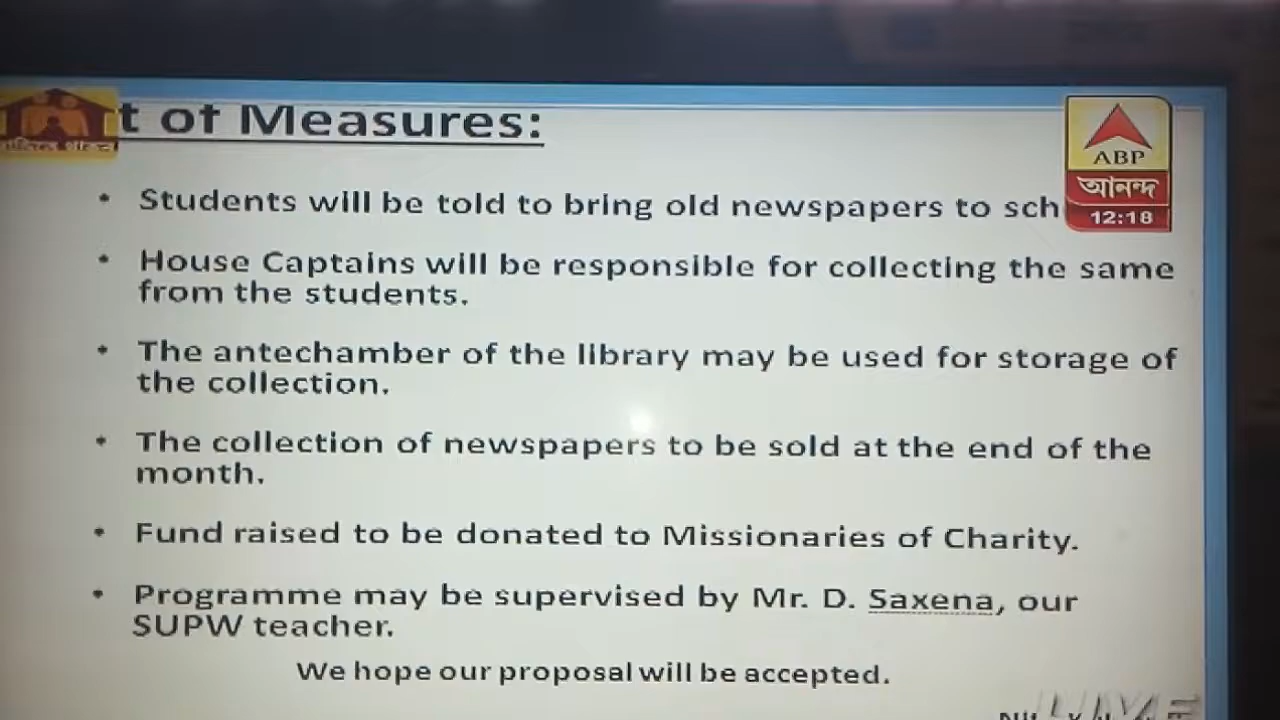 t of Measures:
ABP
আনন্দ
12:18
• Students will be told to bring old newspapers to sch
• House Captains will be responsible for collecting the same
from the students.
• The antechamber of the library may be used for storage of
the collection.
• The collection of newspapers to be sold at the end of the
month.
• Fund raised to be donated to Missionaries of Charity.
• Programme may be supervised by Mr. D. Saxena, our
SUPW teacher.
We hope our proposal will be accepted.
LIVE